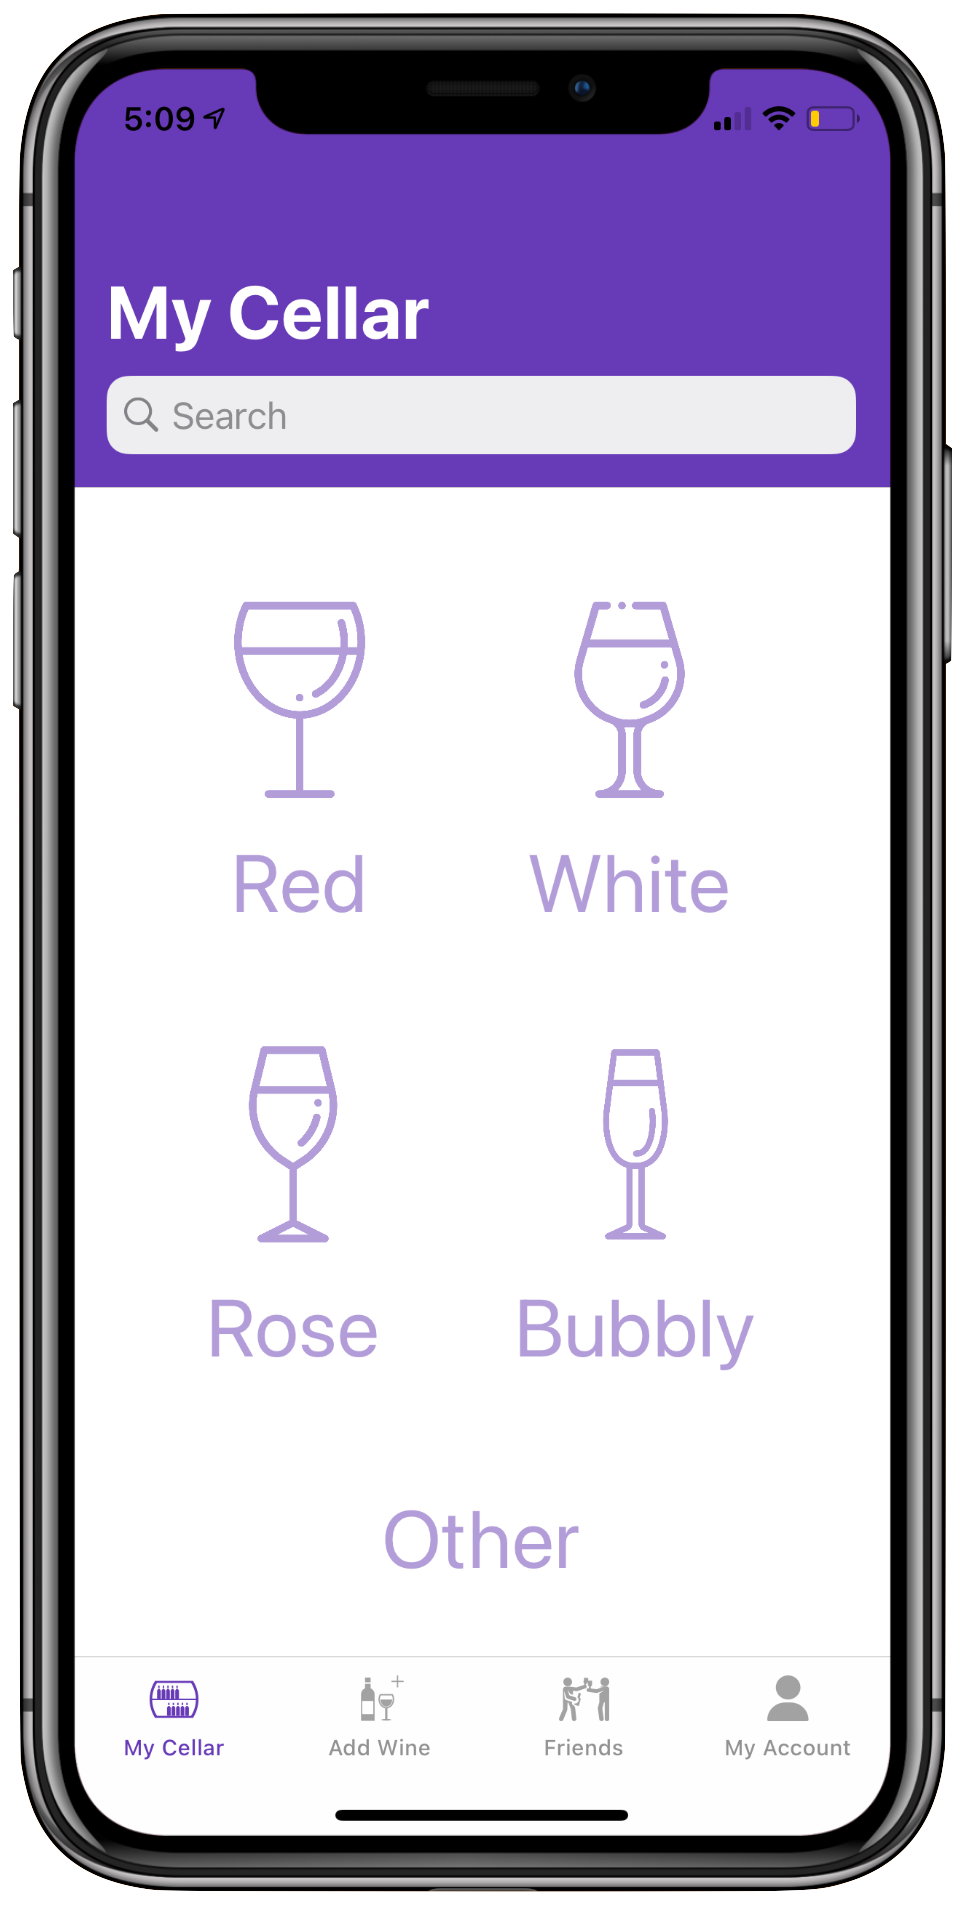 5:09
My Cellar
Search
Red White
Rose Bubbly
Other
My Cellar Add Wine Friends My Account